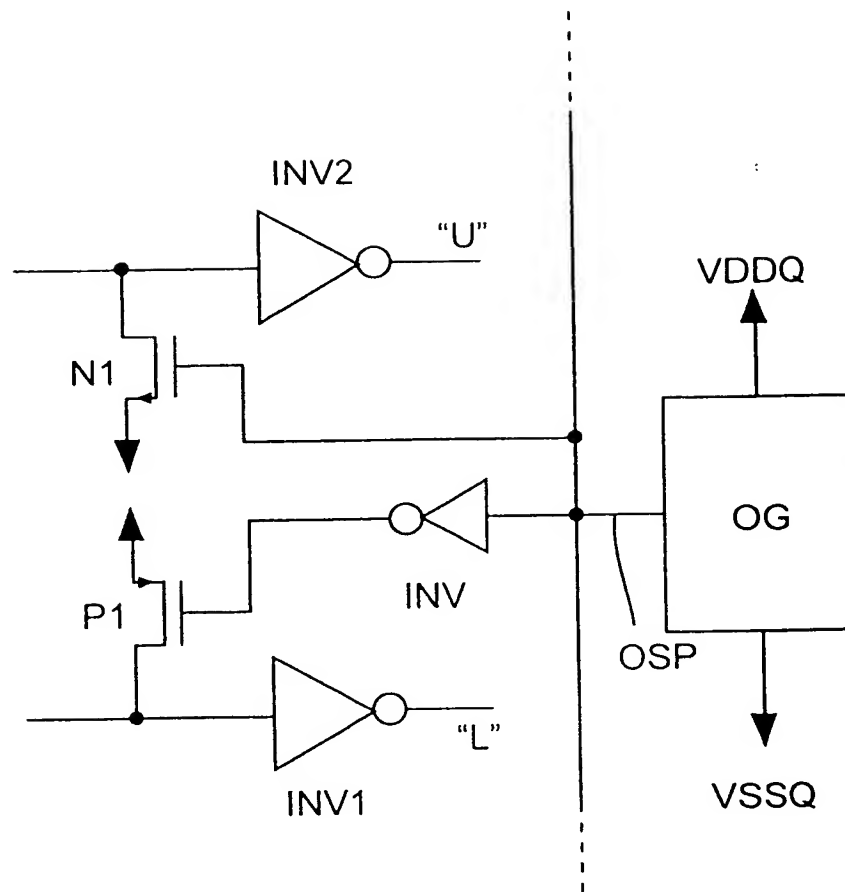 INV2
“U”
VDDQ
N1
OG
INV
P1
OSP
“L”
VSSQ
INV1